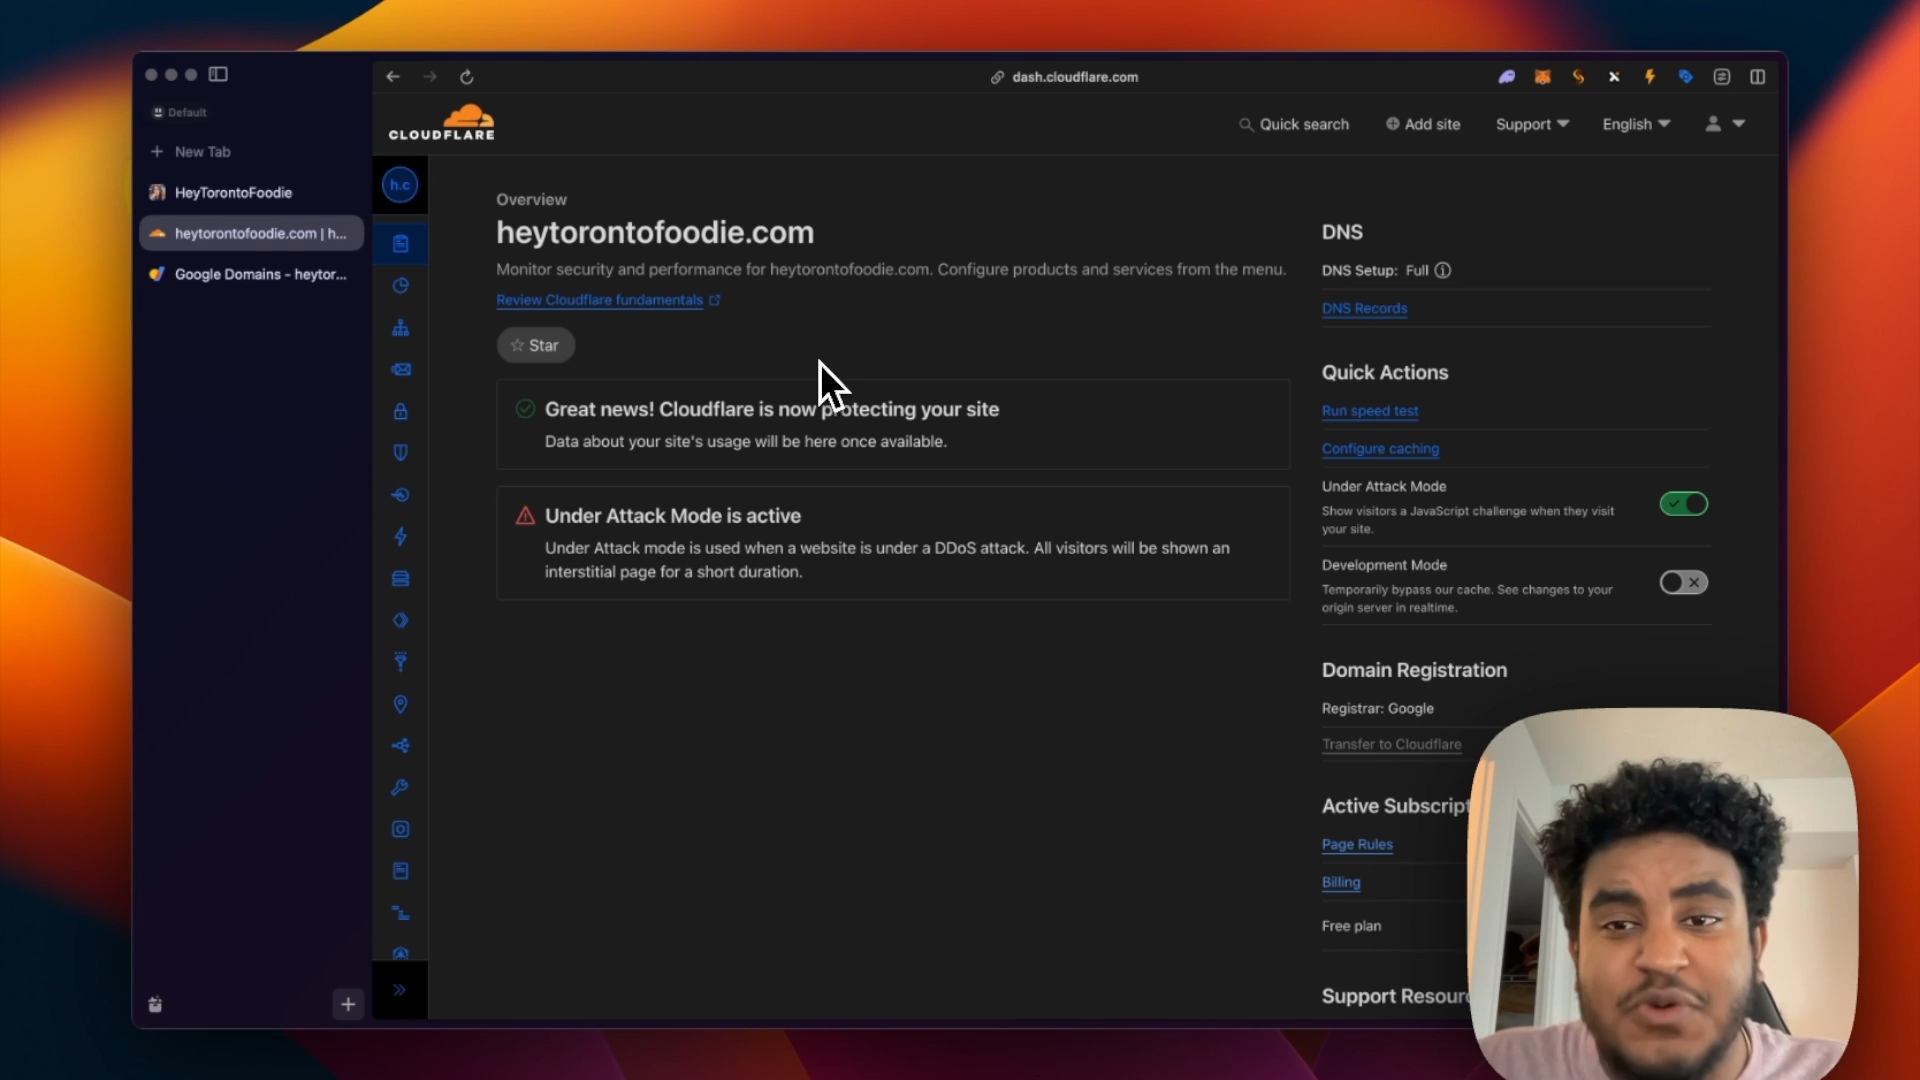 Default
New Tab
HeyTorontoFoodie
heytorontofoodie.com | h...
Google Domains - heytor...
dash.cloudflare.com
CLOUDFLARE
Quick search
Add site
Support
English
h.c
Overview
heytorontofoodie.com
Monitor security and performance for heytorontofoodie.com. Configure products and services from the menu.
Review Cloudflare fundamentals
Star
Great news! Cloudflare is now protecting your site
Data about your site's usage will be here once available.
Under Attack Mode is active
Under Attack mode is used when a website is under a DDoS attack. All visitors will be shown an
interstitial page for a short duration.
DNS
DNS Setup: Full
DNS Records
Quick Actions
Run speed test
Configure caching
Under Attack Mode
Show visitors a JavaScript challenge when they visit
your site.
Development Mode
Temporarily bypass our cache. See changes to your
origin server in realtime.
Domain Registration
Registrar: Google
Transfer to Cloudflare
Active Subscript
Page Rules
Billing
Free plan
Support Resour